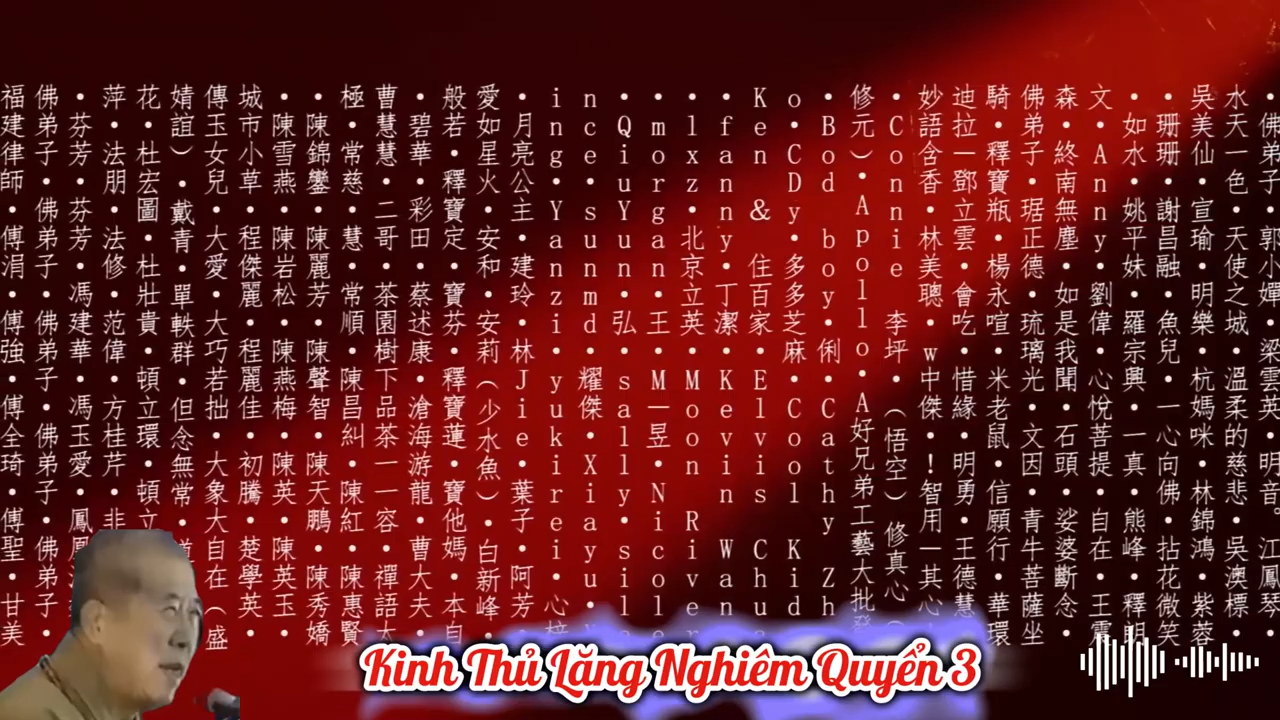 佛弟子・郭小嬋・梁雲英・明音。江鳳琴・
水天一色・天使之城・溫柔的慈悲・吳澳標・
吳美仙・宣瑜・明樂・杭媽咪・林錦鴻・紫蓉
・珊珊・謝昌融・魚兒・一心向佛・拈花微笑
・如水・姚平妹・羅宗興・一真・熊峰・釋明
文・Anny・劉偉・心悅菩提・自在・王
森・終南無塵・如是我聞・石頭・娑婆斷念・
佛弟子・琚正德・琉璃光・文因・青牛菩薩坐
騎・釋寶瓶・楊永喧・米老鼠・信願行・華環
迪拉一鄧立雲・會吃・惜緣・明勇・王德慧・
妙語含香・林美聰・w中傑・！智用一其心
Connie 李坪・（悟空）修真心（
修元）・Apollo・A好兄弟工藝大批發
・Bod boy・俐・Cathy Zh
o・CDy・多多芝麻・Cool Kid
Ken & 住百家・Elvis Chu
・fanny・丁潔・Kevin Wan
・lxz・北京立英・Moon River
・morgan・王・M一昱・Nicole
・QiuYun・弘・sally・sil
nce・sunmd・耀傑・Xiayu・
ing・Yanzi・yukirei・心
月亮公主・建玲・林Jie・葉子・阿芳・
愛如星火・安和・安莉（少水魚）・白新峰・
般若・釋寶定・寶芬・釋寶蓮・寶他媽・本自
・碧華・彩田・蔡述康・滄海游龍・曹大夫・
曹慧慧・二哥・茶園樹下品茶一一容・禪語太
極・常慈・慧・常順・陳昌糾・陳紅・陳惠賢
・陳錦鑾・陳麗芳・陳聲智・陳天鵬・陳秀嬌
・陳雪燕・陳岩松・陳燕梅・陳英・陳英玉・
城市小草・程傑麗・程麗佳・初騰・楚學英・
傳玉女兒・大愛・大巧若拙・大象大自在（盛
婧誼）・戴青・單軼群・但念無常・道
花・杜宏圖・杜壯貴・頓立環・頓立
萍・法朋・法修・范偉・方桂芹・非
・芬芳・芬芳・馮建華・馮玉愛・鳳鳳
佛弟子・佛弟子・佛弟子・佛弟子・佛弟子・
福建律師・傅涓・傅強・傅全琦・傅聖・甘美
Kinh Thủ Lăng Nghiêm Quyển 3